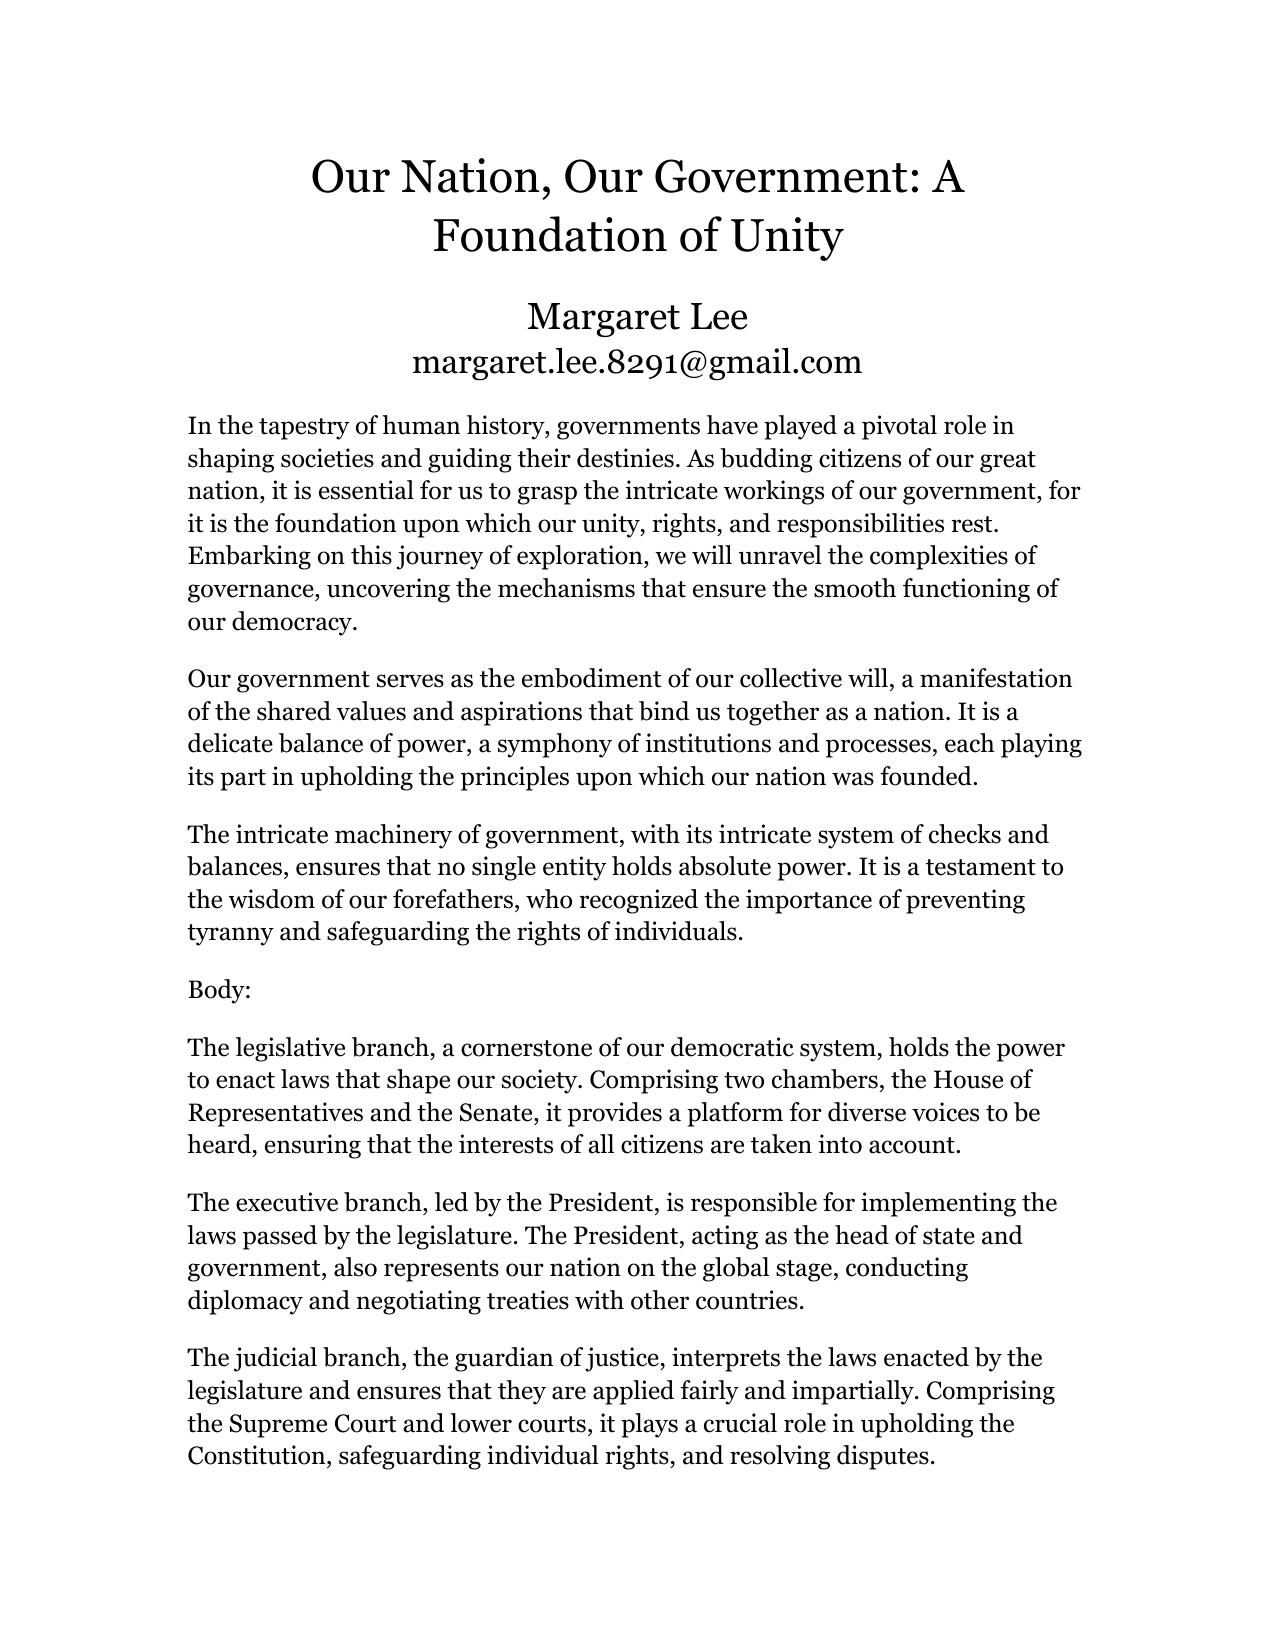 Our Nation, Our Government: A
Foundation of Unity
Margaret Lee
margaret.lee.8291@gmail.com
In the tapestry of human history, governments have played a pivotal role in
shaping societies and guiding their destinies. As budding citizens of our great
nation, it is essential for us to grasp the intricate workings of our government, for
it is the foundation upon which our unity, rights, and responsibilities rest.
Embarking on this journey of exploration, we will unravel the complexities of
governance, uncovering the mechanisms that ensure the smooth functioning of
our democracy.
Our government serves as the embodiment of our collective will, a manifestation
of the shared values and aspirations that bind us together as a nation. It is a
delicate balance of power, a symphony of institutions and processes, each playing
its part in upholding the principles upon which our nation was founded.
The intricate machinery of government, with its intricate system of checks and
balances, ensures that no single entity holds absolute power. It is a testament to
the wisdom of our forefathers, who recognized the importance of preventing
tyranny and safeguarding the rights of individuals.
Body:
The legislative branch, a cornerstone of our democratic system, holds the power
to enact laws that shape our society. Comprising two chambers, the House of
Representatives and the Senate, it provides a platform for diverse voices to be
heard, ensuring that the interests of all citizens are taken into account.
The executive branch, led by the President, is responsible for implementing the
laws passed by the legislature. The President, acting as the head of state and
government, also represents our nation on the global stage, conducting
diplomacy and negotiating treaties with other countries.
The judicial branch, the guardian of justice, interprets the laws enacted by the
legislature and ensures that they are applied fairly and impartially. Comprising
the Supreme Court and lower courts, it plays a crucial role in upholding the
Constitution, safeguarding individual rights, and resolving disputes.